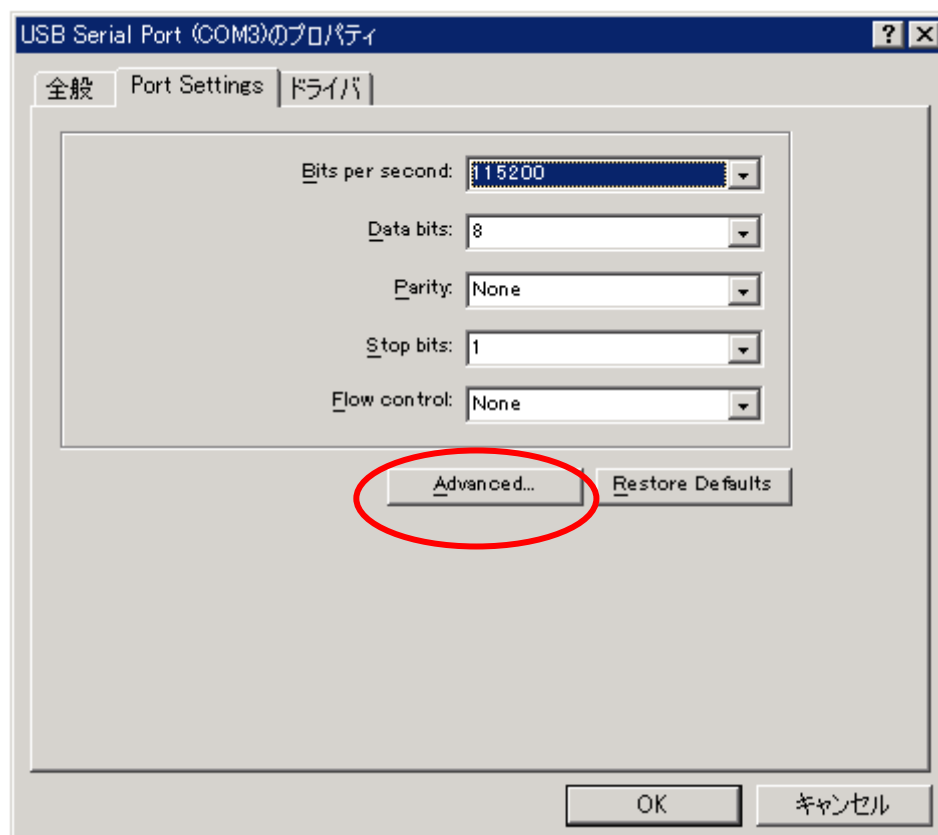 USB Serial Port (COM3)のプロパティ
全般 Port Settings ドライバ
Bits per second: 115200
Data bits: 8
Parity: None
Stop bits: 1
Flow control: None
Advanced... Restore Defaults
OK キャンセル